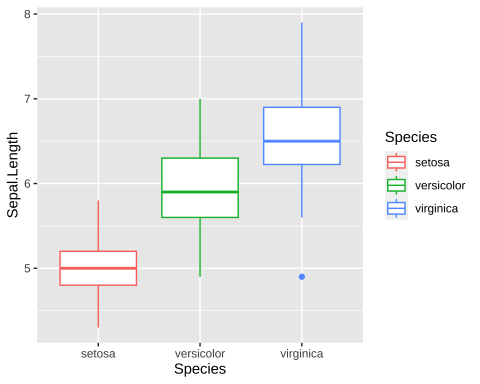 8
7
6
5
Sepal.Length
setosa
versicolor
virginica
Species
Species
setosa
versicolor
virginica